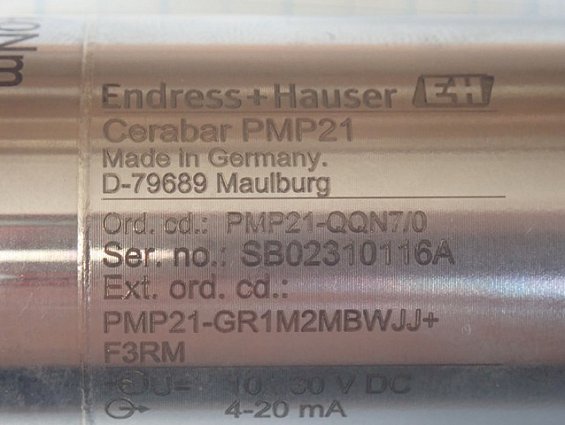 Nm
Endress+Hauser EH
Cerabar PMP21
Made in Germany.
D-79689 Maulburg
Ord. cd.: PMP21-QQN7/0
Ser. no.: SB02310116A
Ext. ord. cd.:
PMP21-GR1M2MBWJJ+
F3RM
U= 10...30 V DC
4-20 mA